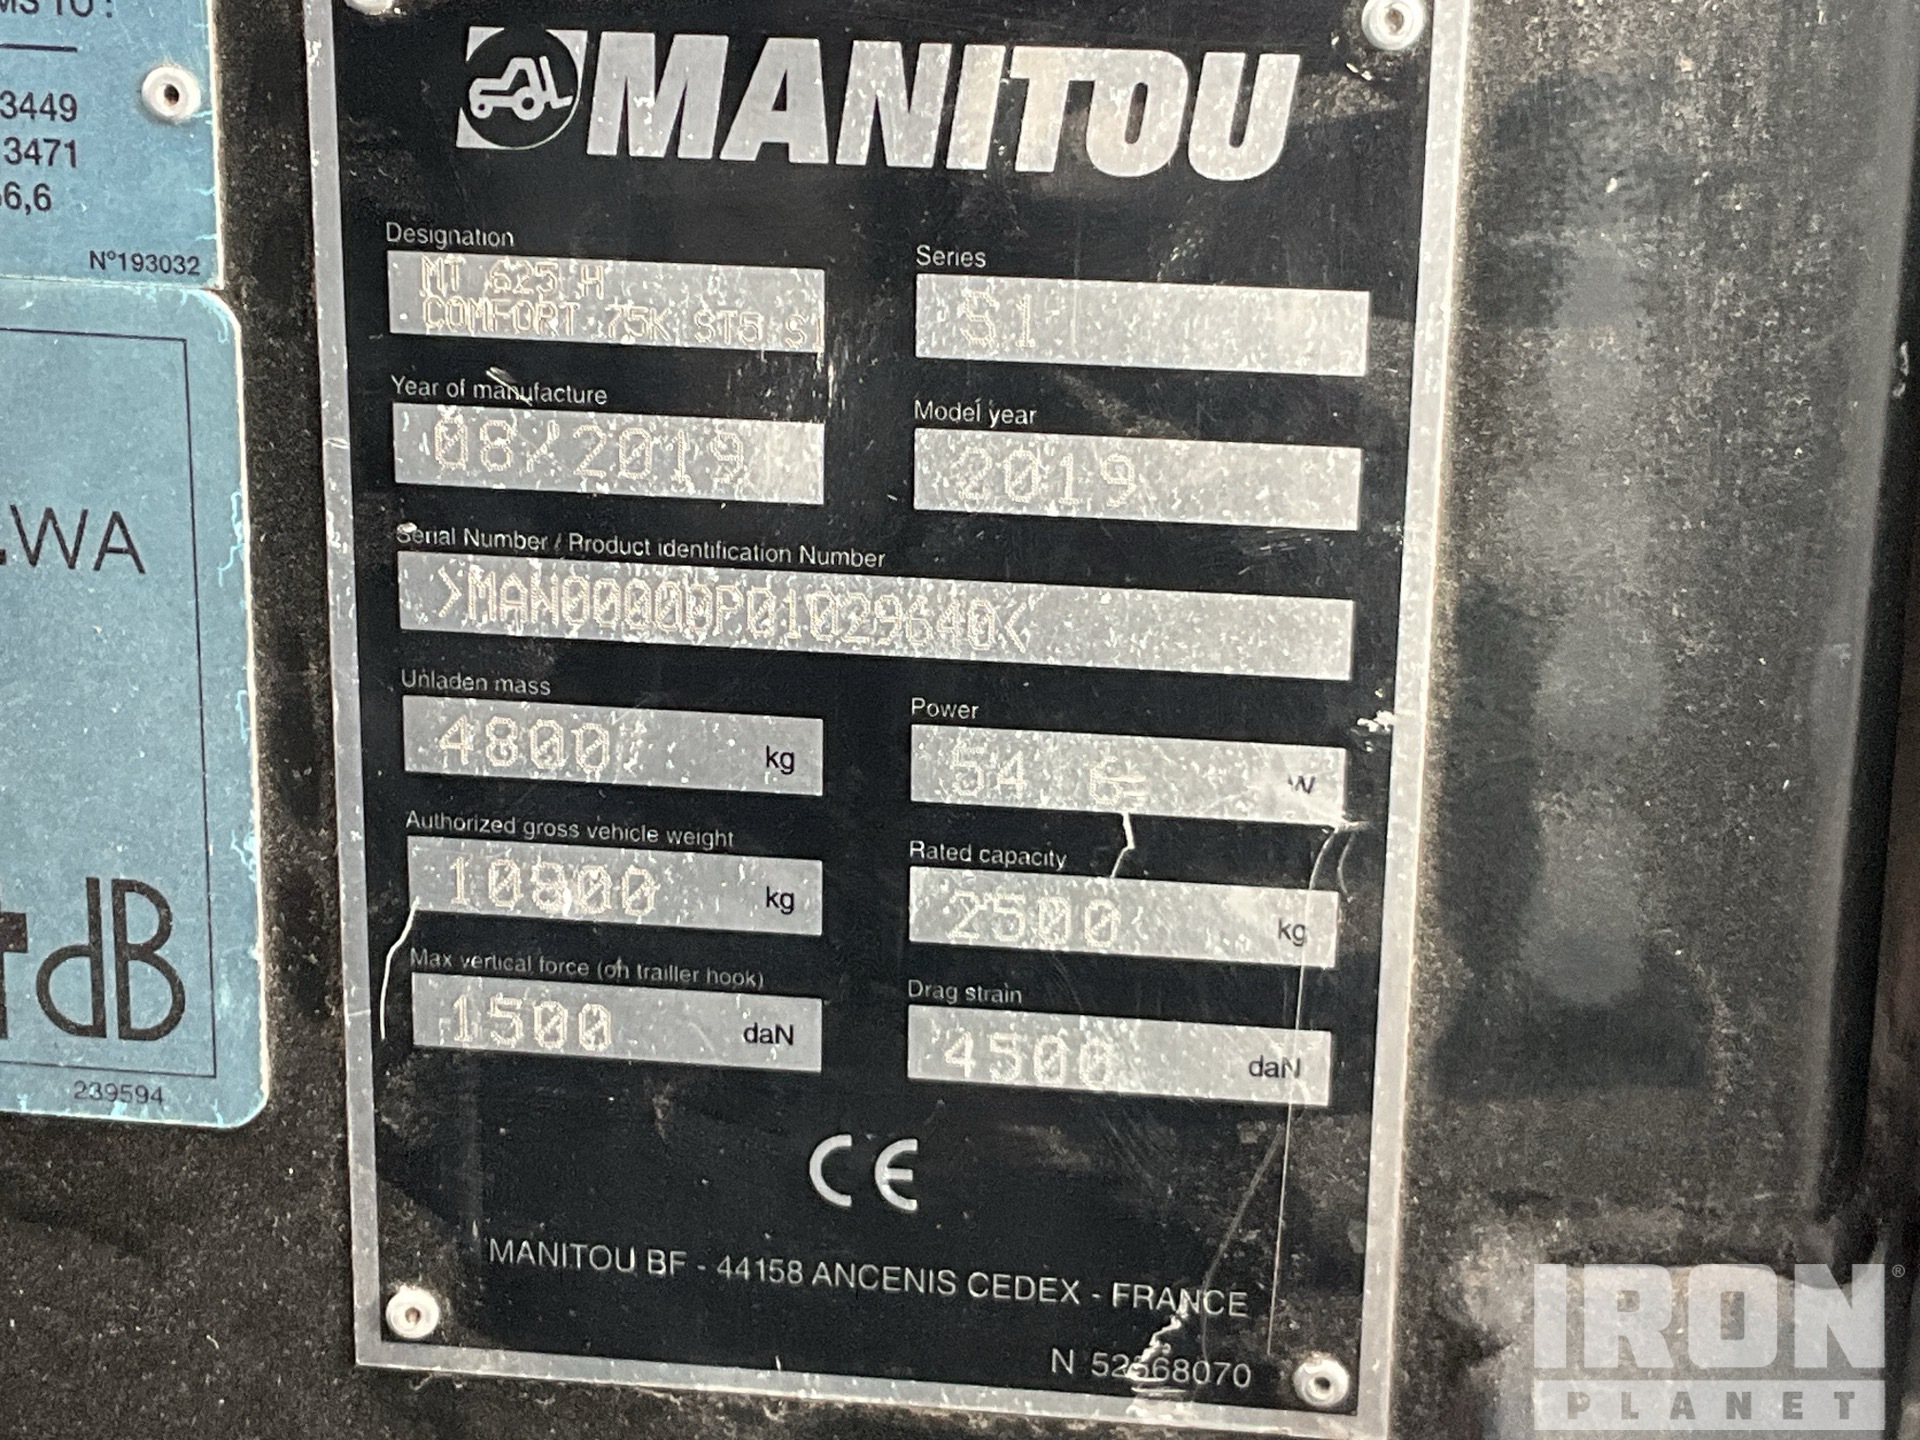 MS TO :
3449
3471
6,6
N°193032
WA
dB
239594
MANITOU
Designation
MT 625 H
COMFORT 75K ST5 S1
Series
S1
Year of manufacture
08/2019
Model year
2019
Serial Number / Product identification Number
>MAN00000P01029640<
Unladen mass
4800 kg
Power
54 6 W
Authorized gross vehicle weight
10800 kg
Rated capacity
2500 kg
Max vertical force (on trailler hook)
1500 daN
Drag strain
4500 daN
CE
MANITOU BF - 44158 ANCENIS CEDEX - FRANCE
N 52568070
IRON
PLANET